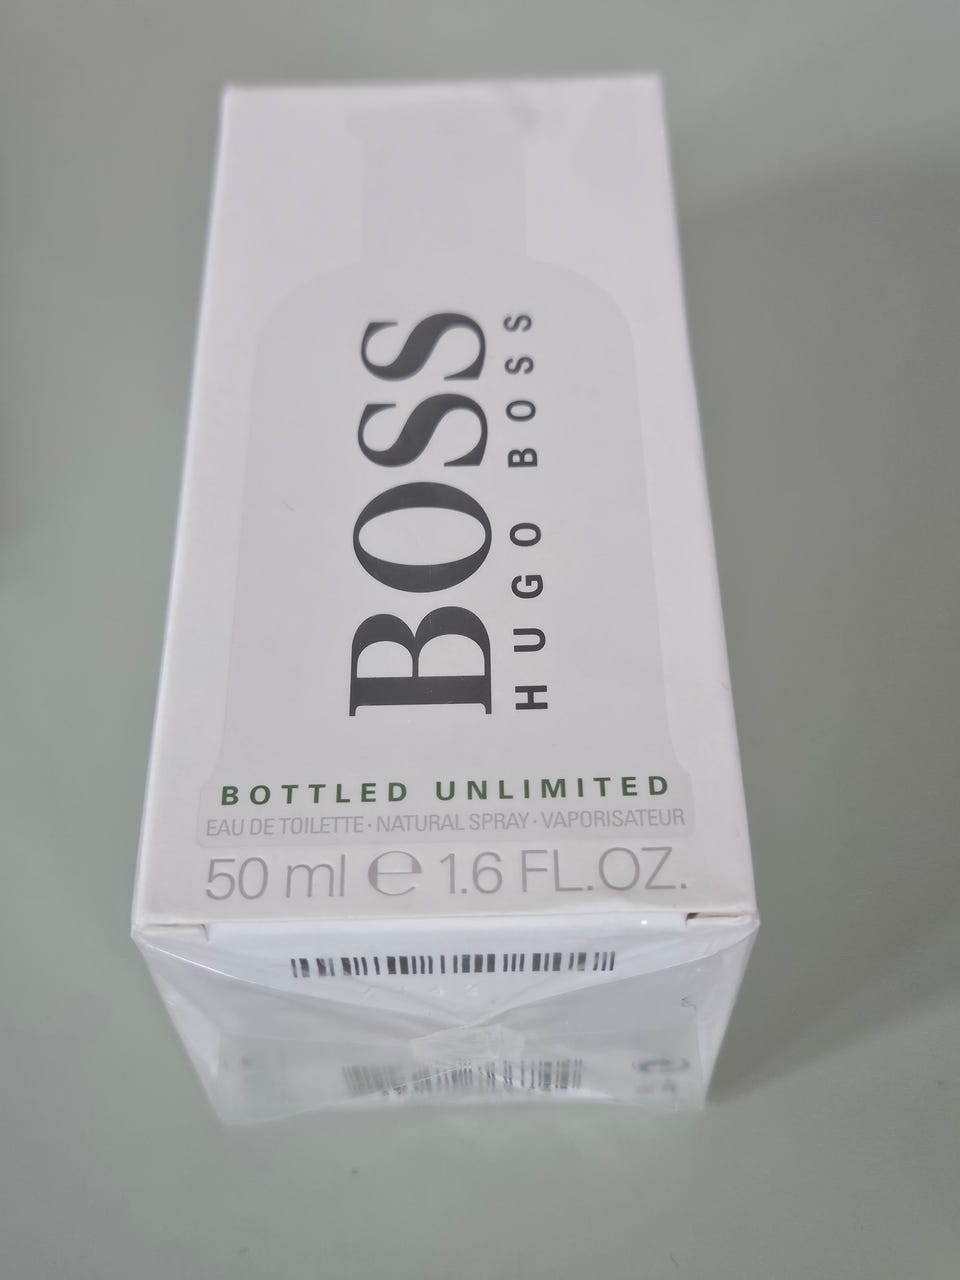 BOSS
HUGO BOSS
BOTTLED UNLIMITED
EAU DE TOILETTE · NATURAL SPRAY · VAPORISATEUR
50 ml ℮ 1.6 FL.OZ.